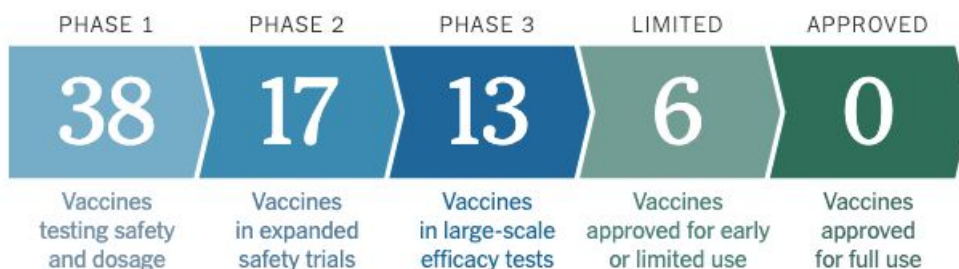 PHASE 1 PHASE 2 PHASE 3 LIMITED APPROVED
38 17 13 6 0
Vaccines Vaccines Vaccines Vaccines Vaccines
testing safety in expanded in large-scale approved for early approved
and dosage safety trials efficacy tests or limited use for full use